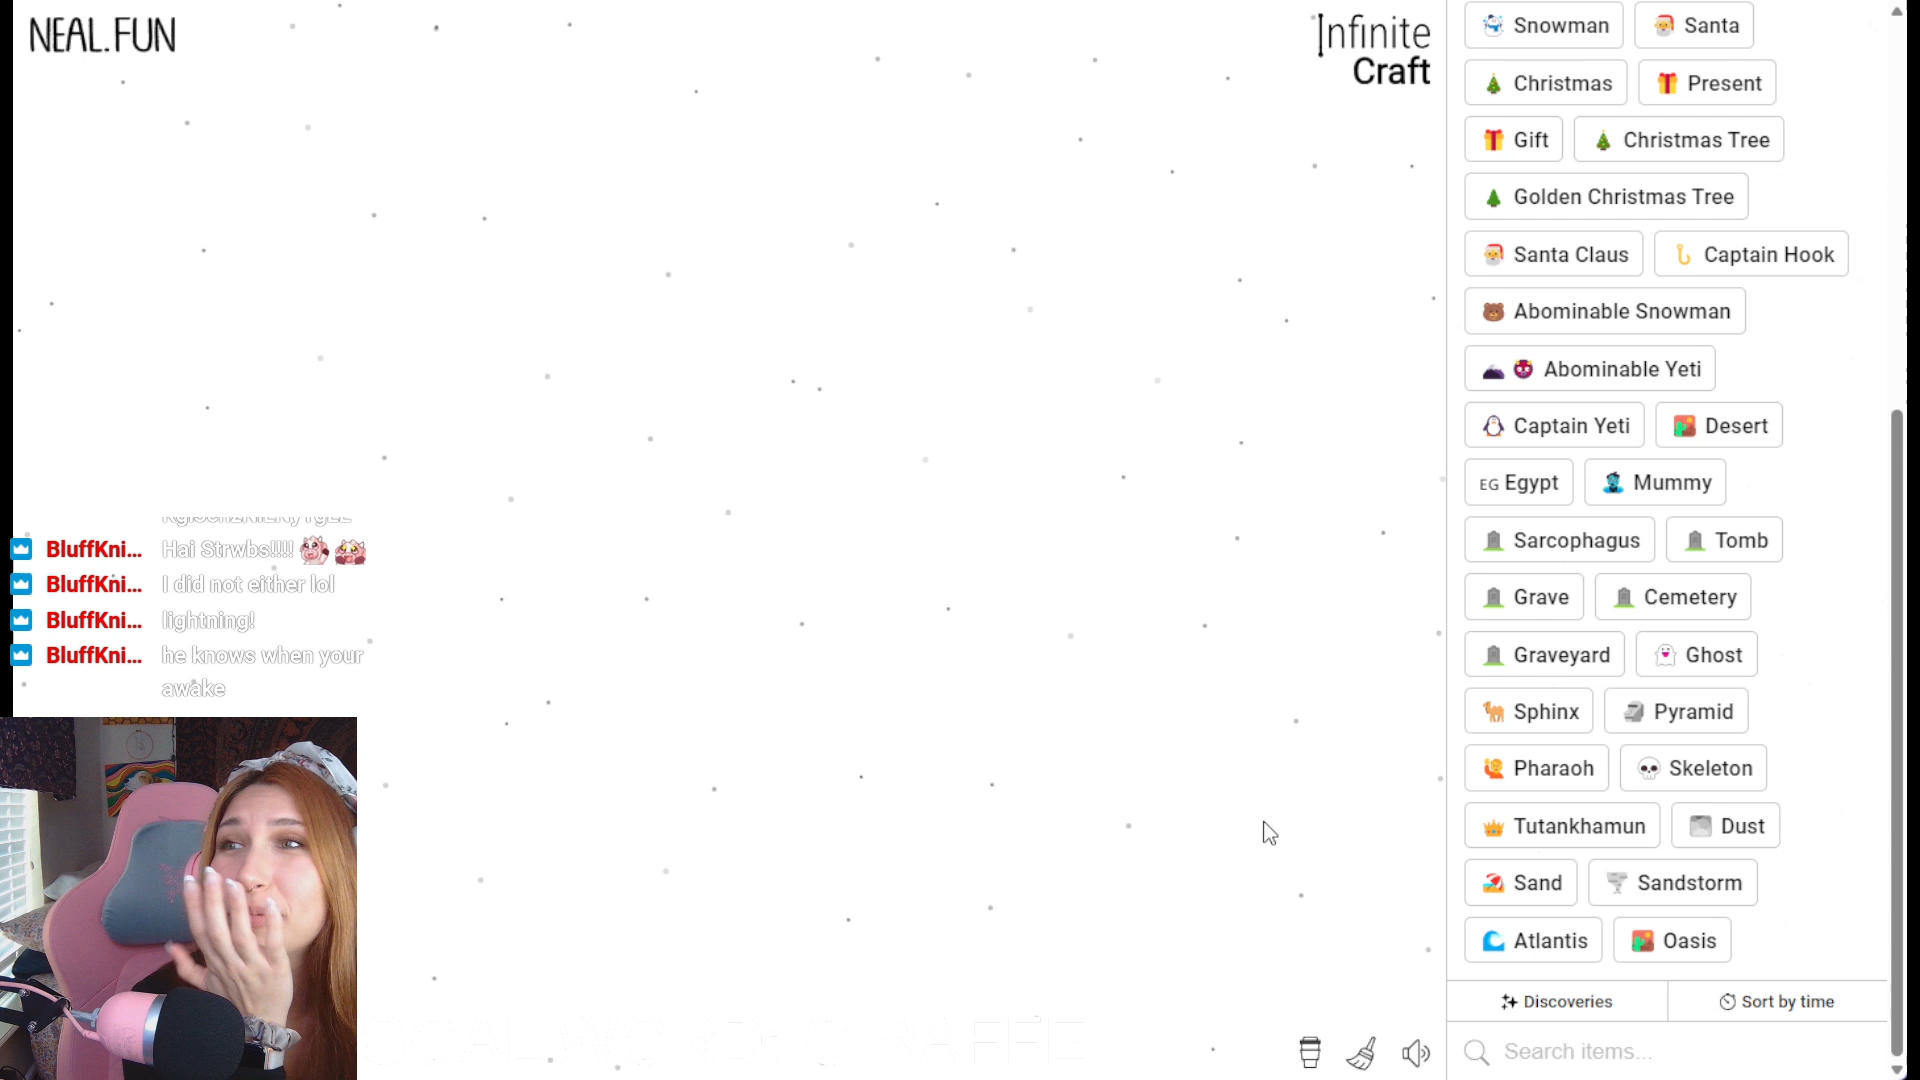 NEAL.FUN
Infinite
Craft
Snowman Santa
Christmas Present
Gift Christmas Tree
Golden Christmas Tree
Santa Claus Captain Hook
Abominable Snowman
Abominable Yeti
Captain Yeti Desert
EG Egypt Mummy
Sarcophagus Tomb
Grave Cemetery
Graveyard Ghost
Sphinx Pyramid
Pharaoh Skeleton
Tutankhamun Dust
Sand Sandstorm
Atlantis Oasis
Discoveries Sort by time
Search items...
BluffKni... Hai Strwbs!!!!
BluffKni... I did not either lol
BluffKni... lightning!
BluffKni... he knows when your
awake